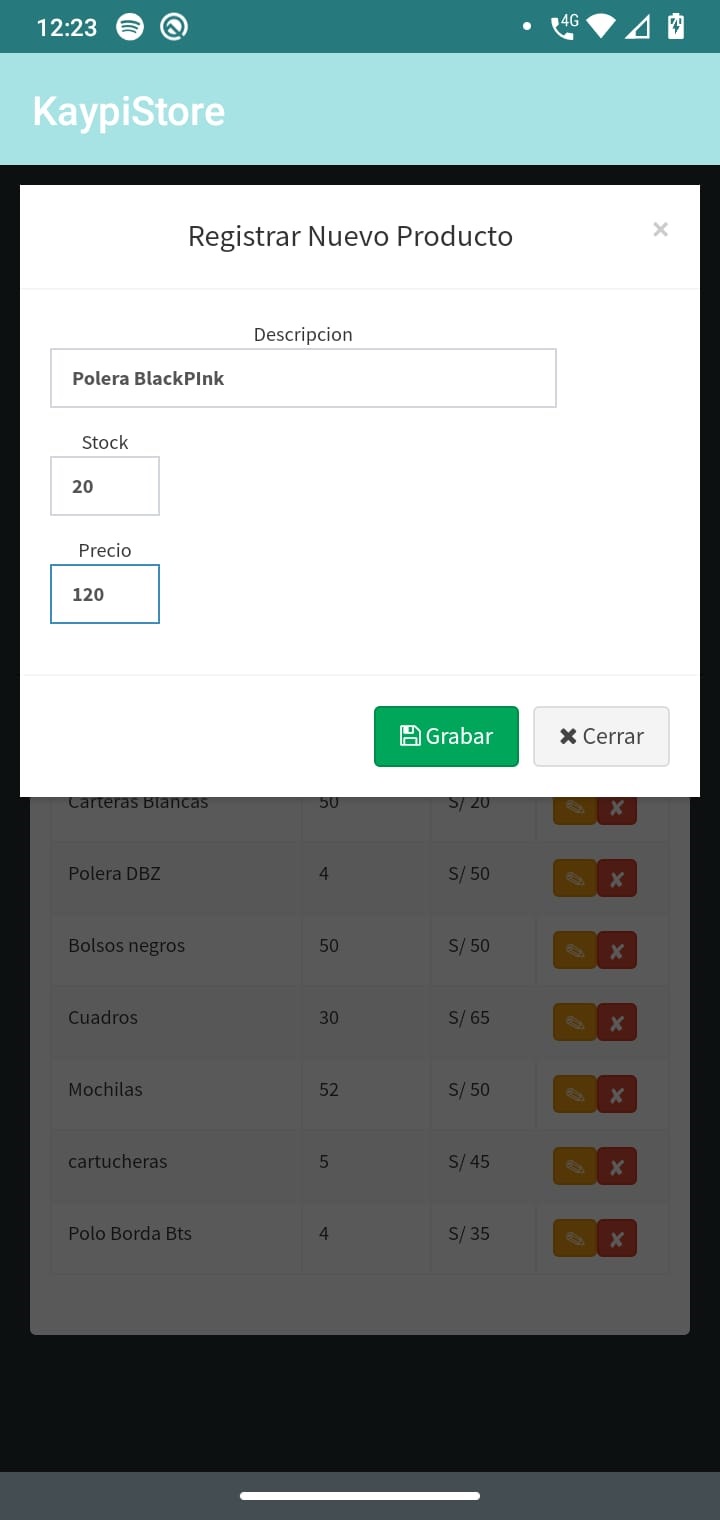 12:23
4G
KaypiStore
Registrar Nuevo Producto ×
Descripcion
Polera BlackPInk
Stock
20
Precio
120
Grabar Cerrar
Carteras Blancas 50 S/ 20
Polera DBZ 4 S/ 50
Bolsos negros 50 S/ 50
Cuadros 30 S/ 65
Mochilas 52 S/ 50
cartucheras 5 S/ 45
Polo Borda Bts 4 S/ 35